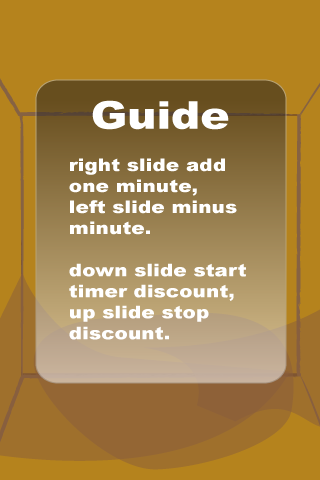 Guide
right slide add
one minute,
left slide minus
minute.
down slide start
timer discount,
up slide stop
discount.